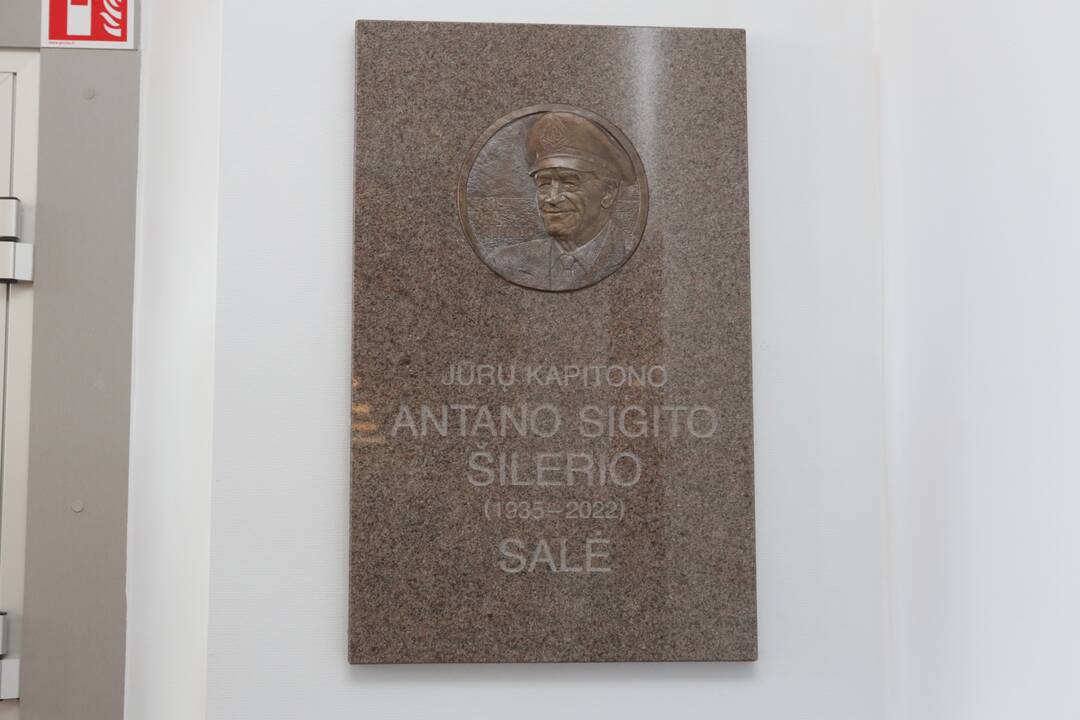 JŪRŲ KAPITONO
ANTANO SIGITO
ŠILERIO
(1935–2022)
SALĖ